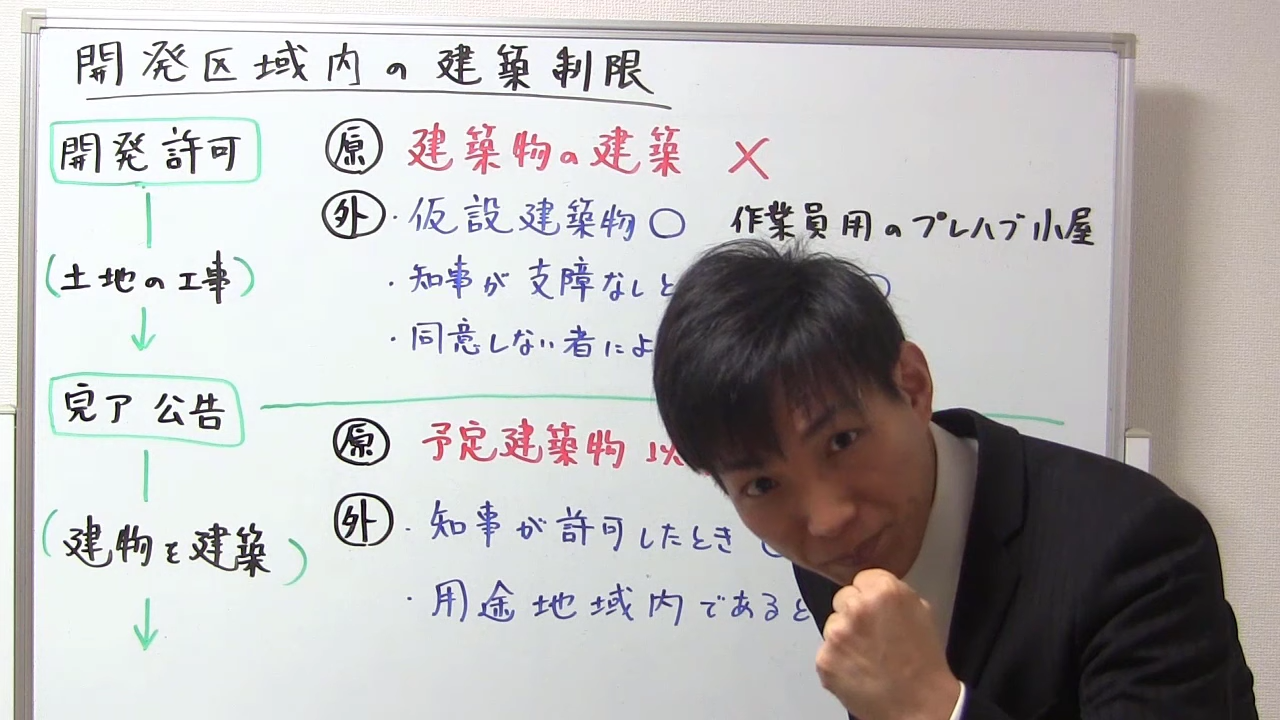 開発区域内の建築制限
開発許可
原 建築物の建築 ×
外 ・仮設建築物○ 作業員用のプレハブ小屋
(土地の工事)
・知事が支障なしと
・同意しない者によ
完了公告
原 予定建築物 以
外 ・知事が許可したとき
(建物を建築)
・用途地域内であると